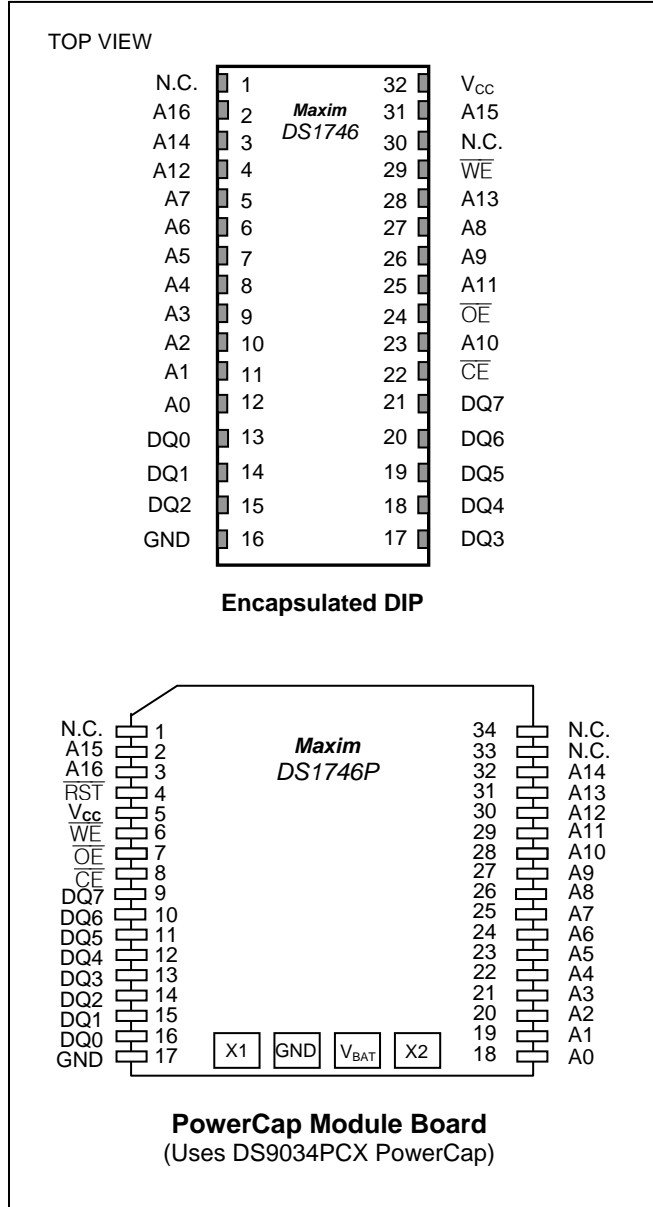 TOP VIEW
N.C. 1 Maxim 32 VCC
A16 2 DS1746 31 A15
A14 3 30 N.C.
A12 4 29 W̅E̅
A7 5 28 A13
A6 6 27 A8
A5 7 26 A9
A4 8 25 A11
A3 9 24 O̅E̅
A2 10 23 A10
A1 11 22 C̅E̅
A0 12 21 DQ7
DQ0 13 20 DQ6
DQ1 14 19 DQ5
DQ2 15 18 DQ4
GND 16 17 DQ3
Encapsulated DIP
N.C. 1 Maxim 34 N.C.
A15 2 DS1746P 33 N.C.
A16 3 32 A14
R̅S̅T̅ 4 31 A13
Vcc 5 30 A12
W̅E̅ 6 29 A11
O̅E̅ 7 28 A10
C̅E̅ 8 27 A9
DQ7 9 26 A8
DQ6 10 25 A7
DQ5 11 24 A6
DQ4 12 23 A5
DQ3 13 22 A4
DQ2 14 21 A3
DQ1 15 20 A2
DQ0 16 19 A1
GND 17 X1 GND VBAT X2 18 A0
PowerCap Module Board
(Uses DS9034PCX PowerCap)